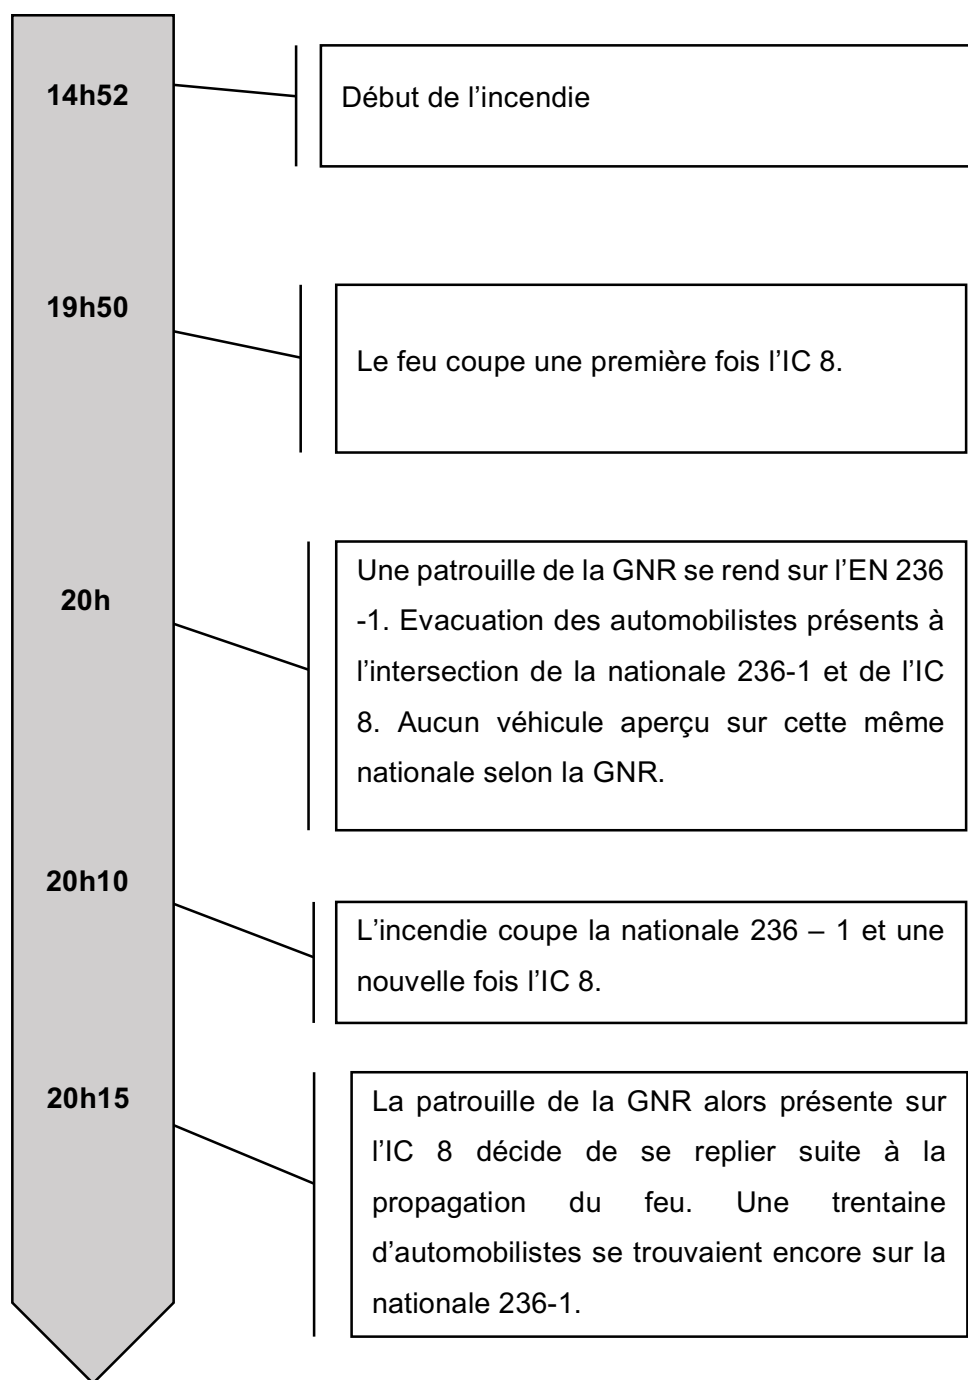 14h52
Début de l’incendie
19h50
Le feu coupe une première fois l’IC 8.
20h
Une patrouille de la GNR se rend sur l’EN 236
-1. Evacuation des automobilistes présents à
l’intersection de la nationale 236-1 et de l’IC
8. Aucun véhicule aperçu sur cette même
nationale selon la GNR.
20h10
L’incendie coupe la nationale 236 – 1 et une
nouvelle fois l’IC 8.
20h15
La patrouille de la GNR alors présente sur
l’IC 8 décide de se replier suite à la
propagation du feu. Une trentaine
d’automobilistes se trouvaient encore sur la
nationale 236-1.